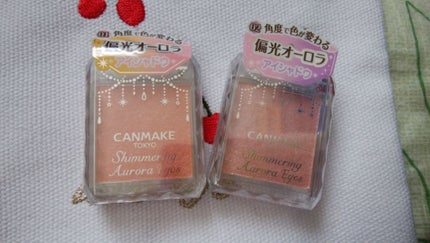 01 角度で色が変わる
偏光オーロラ
アイシャドウ
CANMAKE
TOKYO
Shimmering
Aurora Eyes
02 角度で色が変わる
偏光オーロラ
アイシャドウ
CANMAKE
Shimmering
Aurora Eyes